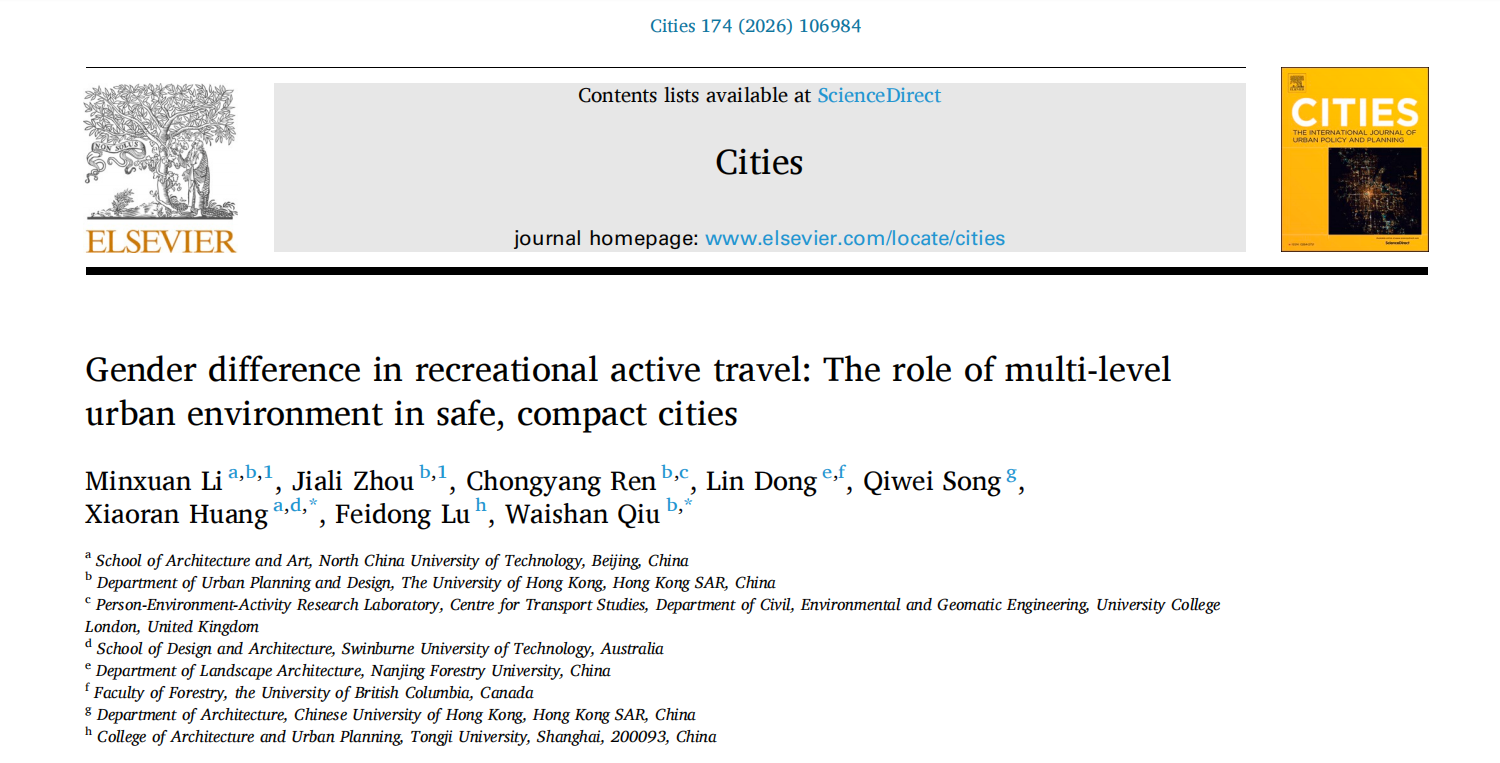 Cities 174 (2026) 106984
Contents lists available at ScienceDirect
Cities
journal homepage: www.elsevier.com/locate/cities
NON SOLUS
ELSEVIER
CITIES
THE INTERNATIONAL JOURNAL OF
URBAN POLICY AND PLANNING
ScienceDirect
Gender difference in recreational active travel: The role of multi-level
urban environment in safe, compact cities
Minxuan Li a,b,1, Jiali Zhou b,1, Chongyang Ren b,c, Lin Dong e,f, Qiwei Song g,
Xiaoran Huang a,d,*, Feidong Lu h, Waishan Qiu b,*
a School of Architecture and Art, North China University of Technology, Beijing, China
b Department of Urban Planning and Design, The University of Hong Kong, Hong Kong SAR, China
c Person-Environment-Activity Research Laboratory, Centre for Transport Studies, Department of Civil, Environmental and Geomatic Engineering, University College
London, United Kingdom
d School of Design and Architecture, Swinburne University of Technology, Australia
e Department of Landscape Architecture, Nanjing Forestry University, China
f Faculty of Forestry, the University of British Columbia, Canada
g Department of Architecture, Chinese University of Hong Kong, Hong Kong SAR, China
h College of Architecture and Urban Planning, Tongji University, Shanghai, 200093, China